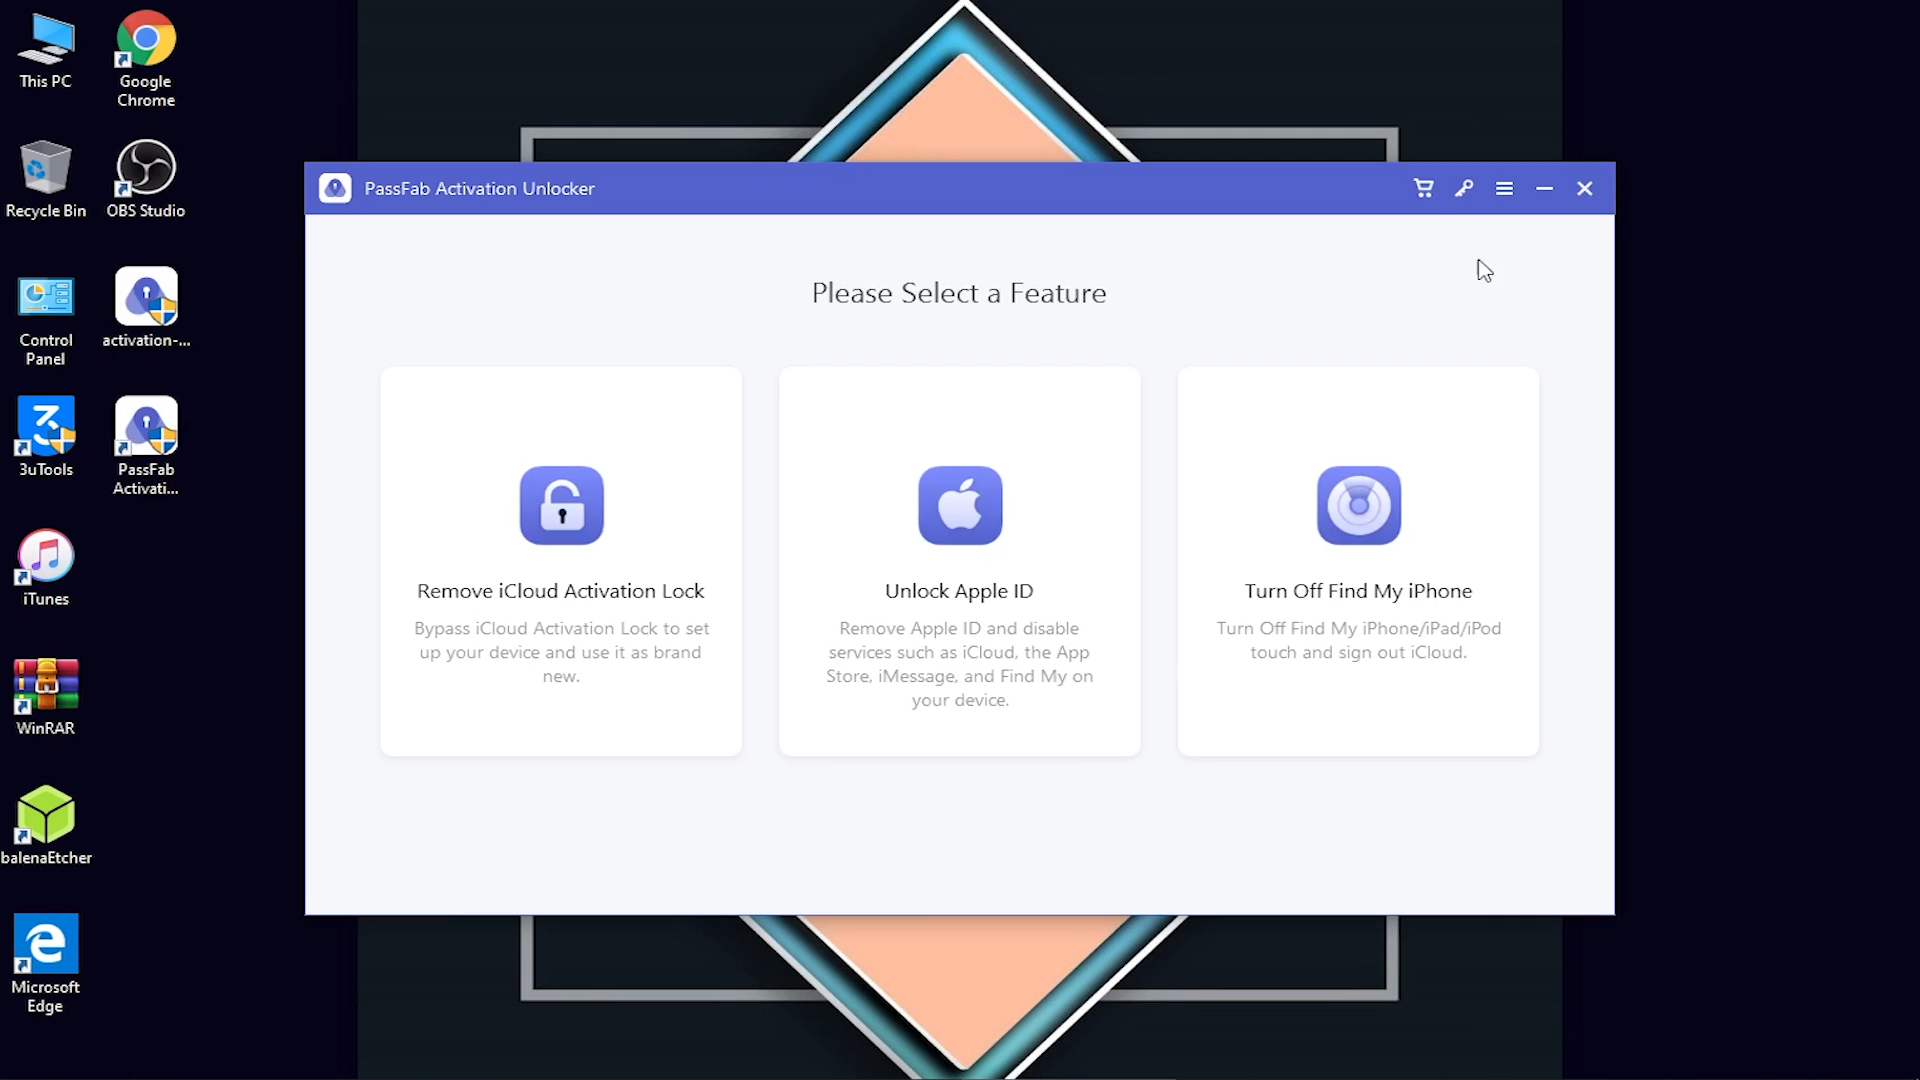 This PC
Google
Chrome
Recycle Bin
OBS Studio
Control
Panel
activation-...
3uTools
PassFab
Activati...
iTunes
WinRAR
balenaEtcher
Microsoft
Edge
PassFab Activation Unlocker
Please Select a Feature
Remove iCloud Activation Lock
Bypass iCloud Activation Lock to set
up your device and use it as brand
new.
Unlock Apple ID
Remove Apple ID and disable
services such as iCloud, the App
Store, iMessage, and Find My on
your device.
Turn Off Find My iPhone
Turn Off Find My iPhone/iPad/iPod
touch and sign out iCloud.